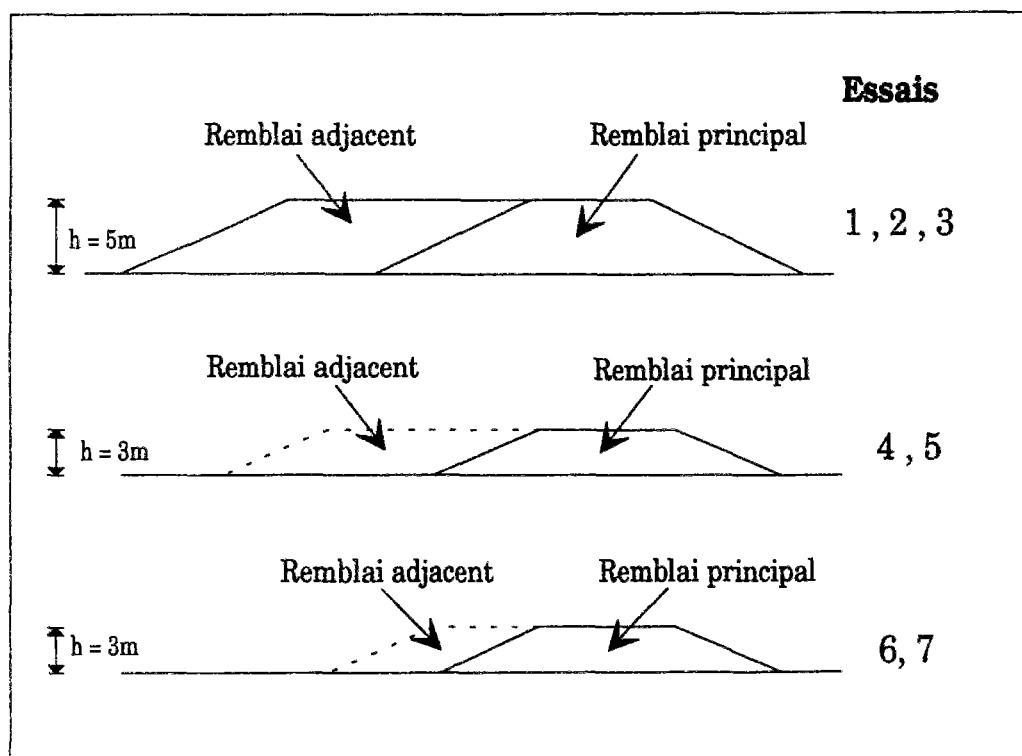 Essais
Remblai adjacent
Remblai principal
h = 5m
1 , 2 , 3
Remblai adjacent
Remblai principal
h = 3m
4 , 5
Remblai adjacent
Remblai principal
h = 3m
6, 7